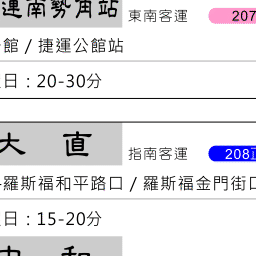 運南勢角站 東南客運 207
館 / 捷運公館站
日：20-30分
大 直 指南客運 208
羅斯福和平路口 / 羅斯福金門街口
日：15-20分
中 和